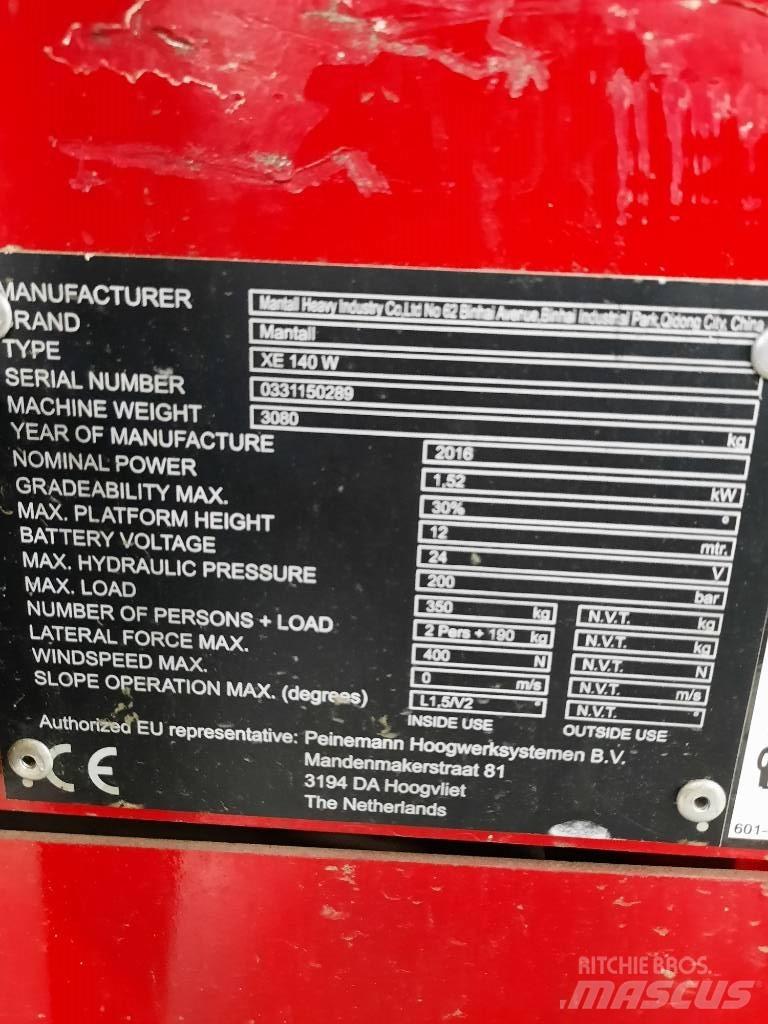 MANUFACTURER Mantall Heavy Industry Co,Ltd No 62 Binhai Avenue,Binhai Industrial Park,Qidong City, China
BRAND Mantall
TYPE XE 140 W
SERIAL NUMBER 0331150289
MACHINE WEIGHT 3080 kg
YEAR OF MANUFACTURE 2016
NOMINAL POWER 1,52 kW
GRADEABILITY MAX. 30% °
MAX. PLATFORM HEIGHT 12 mtr.
BATTERY VOLTAGE 24 V
MAX. HYDRAULIC PRESSURE 200 bar
MAX. LOAD 350 kg N.V.T. kg
NUMBER OF PERSONS + LOAD 2 Pers + 190 kg N.V.T. kg
LATERAL FORCE MAX. 400 N N.V.T. N
WINDSPEED MAX. 0 m/s N.V.T. m/s
SLOPE OPERATION MAX. (degrees) L1,5/V2 ° N.V.T. °
INSIDE USE OUTSIDE USE
Authorized EU representative: Peinemann Hoogwerksystemen B.V.
Mandenmakerstraat 81
3194 DA Hoogvliet
The Netherlands
CE
601-
RITCHIE BROS.
MASCUS